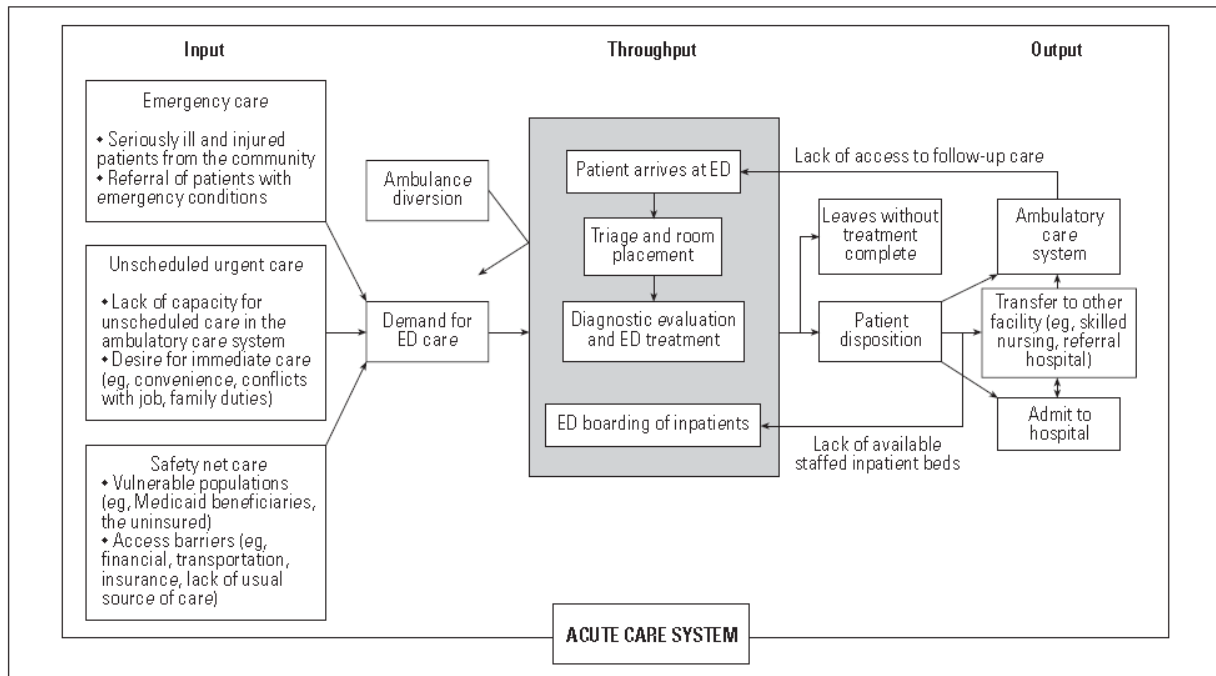 Input
Throughput
Output
Emergency care
• Seriously ill and injured
patients from the community
• Referral of patients with
emergency conditions
Unscheduled urgent care
• Lack of capacity for
unscheduled care in the
ambulatory care system
• Desire for immediate care
(eg, convenience, conflicts
with job, family duties)
Safety net care
• Vulnerable populations
(eg, Medicaid beneficiaries,
the uninsured)
• Access barriers (eg,
financial, transportation,
insurance, lack of usual
source of care)
Ambulance
diversion
Demand for
ED care
Patient arrives at ED
Triage and room
placement
Diagnostic evaluation
and ED treatment
ED boarding of inpatients
Lack of access to follow-up care
Leaves without
treatment
complete
Patient
disposition
Lack of available
staffed inpatient beds
Ambulatory
care
system
Transfer to other
facility (eg, skilled
nursing, referral
hospital)
Admit to
hospital
ACUTE CARE SYSTEM